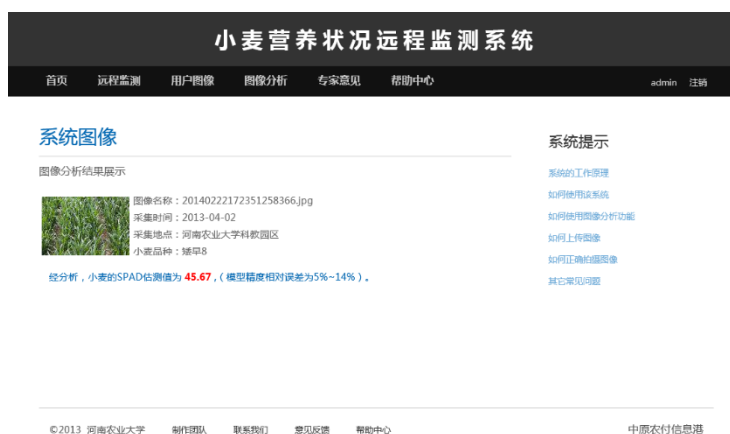 小麦营养状况远程监测系统
首页 远程监测 用户图像 图像分析 专家意见 帮助中心 admin 注销
系统图像
图像分析结果展示
图像名称：20140222172351258366.jpg
采集时间：2013-04-02
采集地点：河南农业大学科教园区
小麦品种：矮早8
经分析，小麦的SPAD估测值为 45.67，( 模型精度相对误差为5%~14% ) 。
系统提示
系统的工作原理
如何使用该系统
如何使用图像分析功能
如何上传图像
如何正确拍摄图像
其它常见问题
©2013 河南农业大学 制作团队 联系我们 意见反馈 帮助中心 中原农付信息港